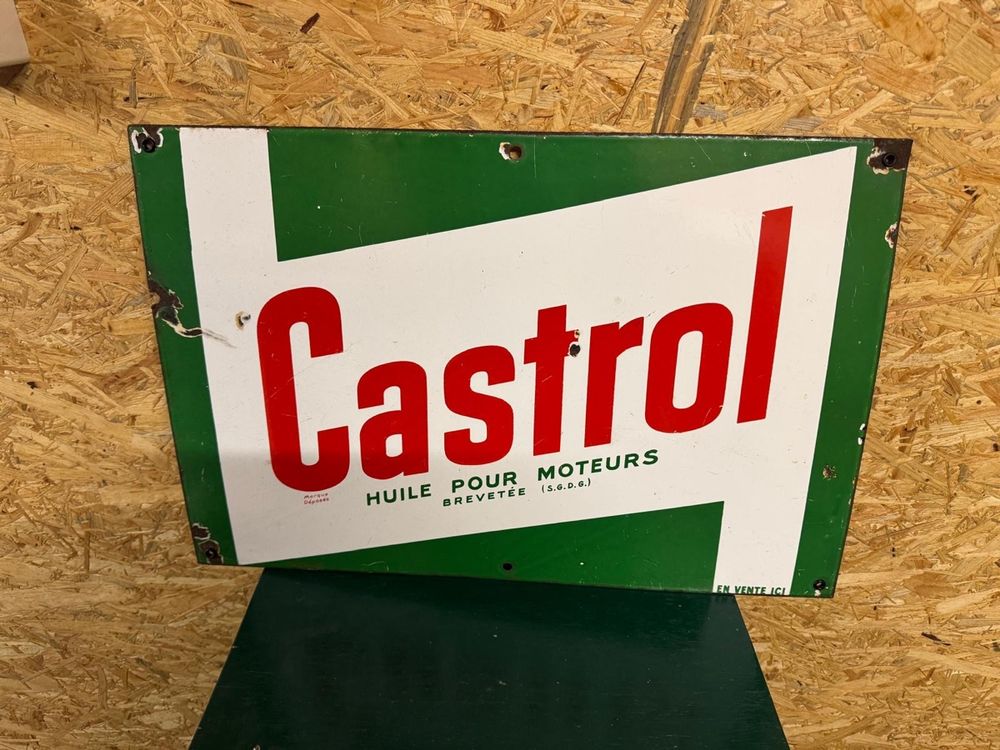 Castrol
HUILE POUR MOTEURS
BREVETÉE (S.G.D.G.)
Marque
Déposée
EN VENTE ICI